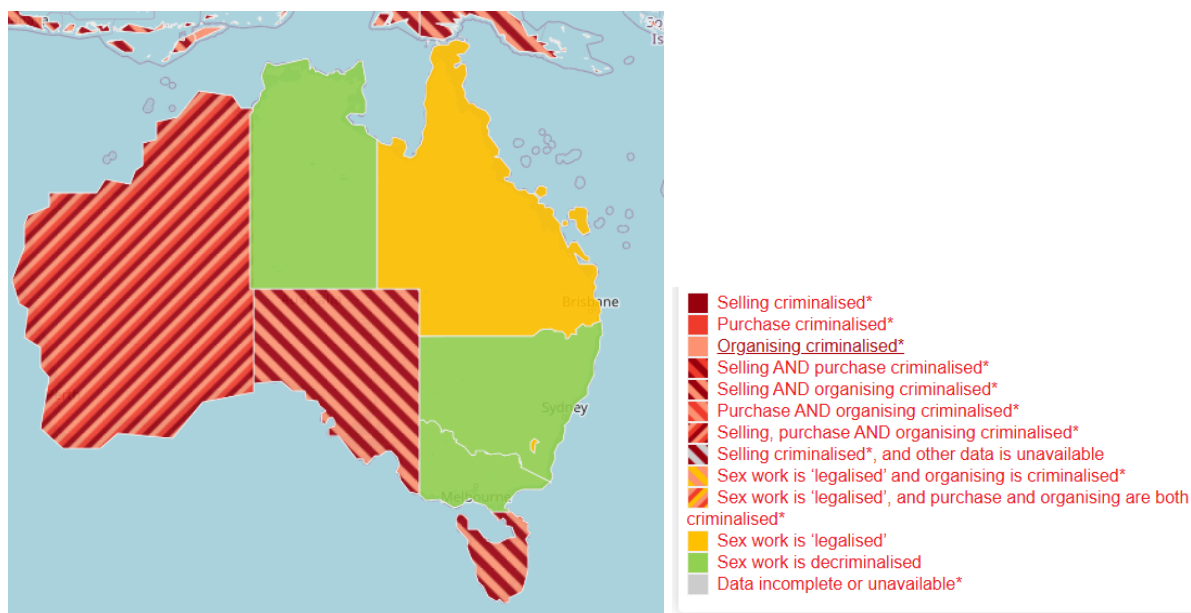 So
Is
Brisbane
Sydney
Melbourne
Selling criminalised*
Purchase criminalised*
Organising criminalised*
Selling AND purchase criminalised*
Selling AND organising criminalised*
Purchase AND organising criminalised*
Selling, purchase AND organising criminalised*
Selling criminalised*, and other data is unavailable
Sex work is ‘legalised’ and organising is criminalised*
Sex work is ‘legalised’, and purchase and organising are both
criminalised*
Sex work is ‘legalised’
Sex work is decriminalised
Data incomplete or unavailable*